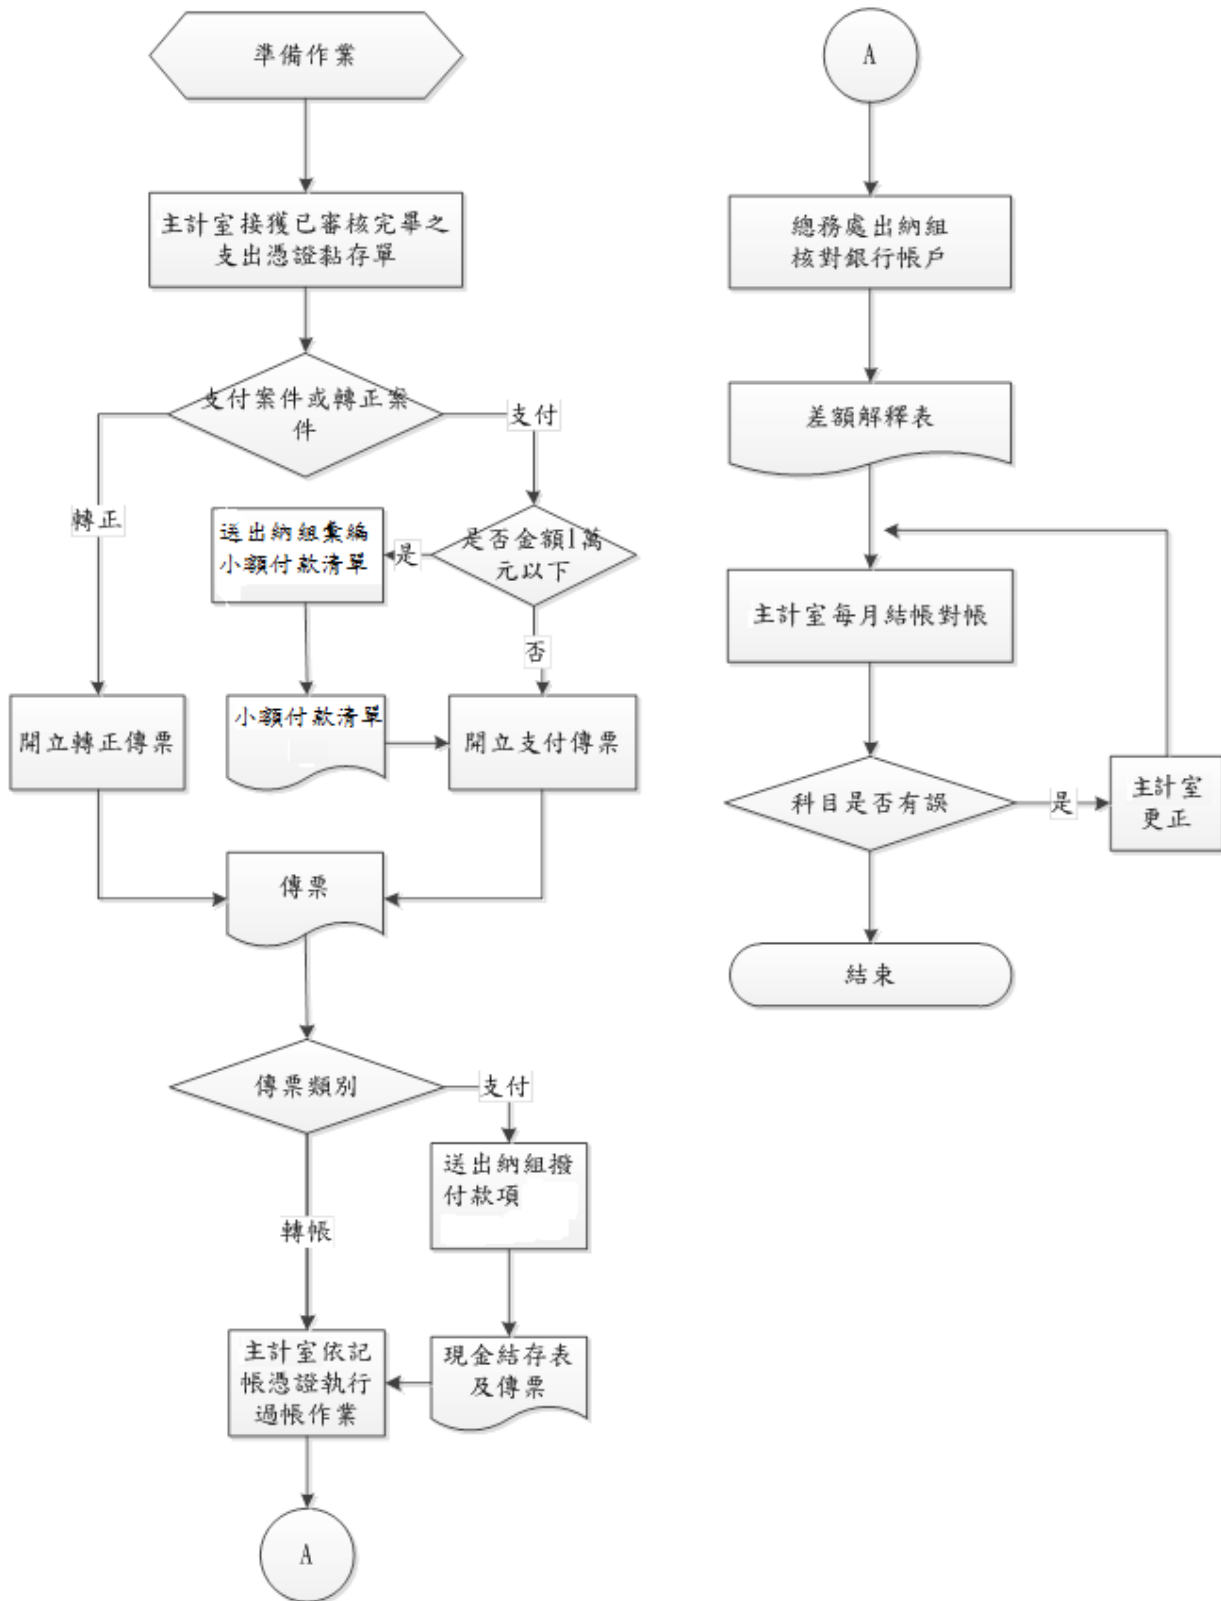 準備作業
主計室接獲已審核完畢之
支出憑證黏存單
支付案件或轉正案
件
支付
轉正
是否金額1萬
元以下
是
送出納組彙編
小額付款清單
否
開立轉正傳票
小額付款清單
開立支付傳票
傳票
傳票類別
支付
送出納組撥
付款項
轉帳
主計室依記
帳憑證執行
過帳作業
現金結存表
及傳票
A
A
總務處出納組
核對銀行帳戶
差額解釋表
主計室每月結帳對帳
科目是否有誤
是
主計室
更正
結束